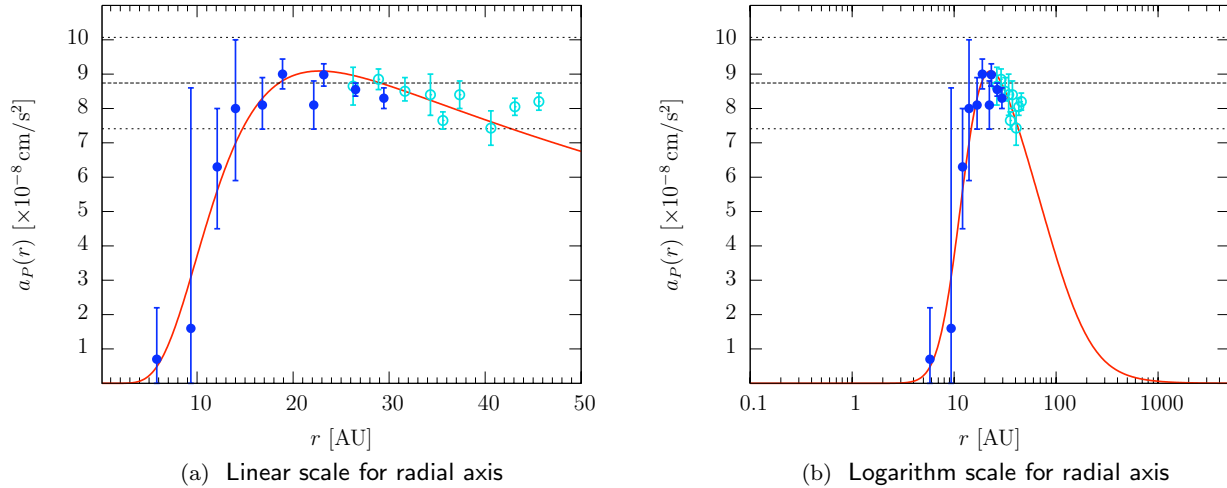 10
9
8
7
6
5
4
3
2
1
a_P(r) [×10⁻⁸ cm/s²]
10 20 30 40 50
r [AU]
(a) Linear scale for radial axis
10
9
8
7
6
5
4
3
2
1
a_P(r) [×10⁻⁸ cm/s²]
0.1 1 10 100 1000
r [AU]
(b) Logarithm scale for radial axis